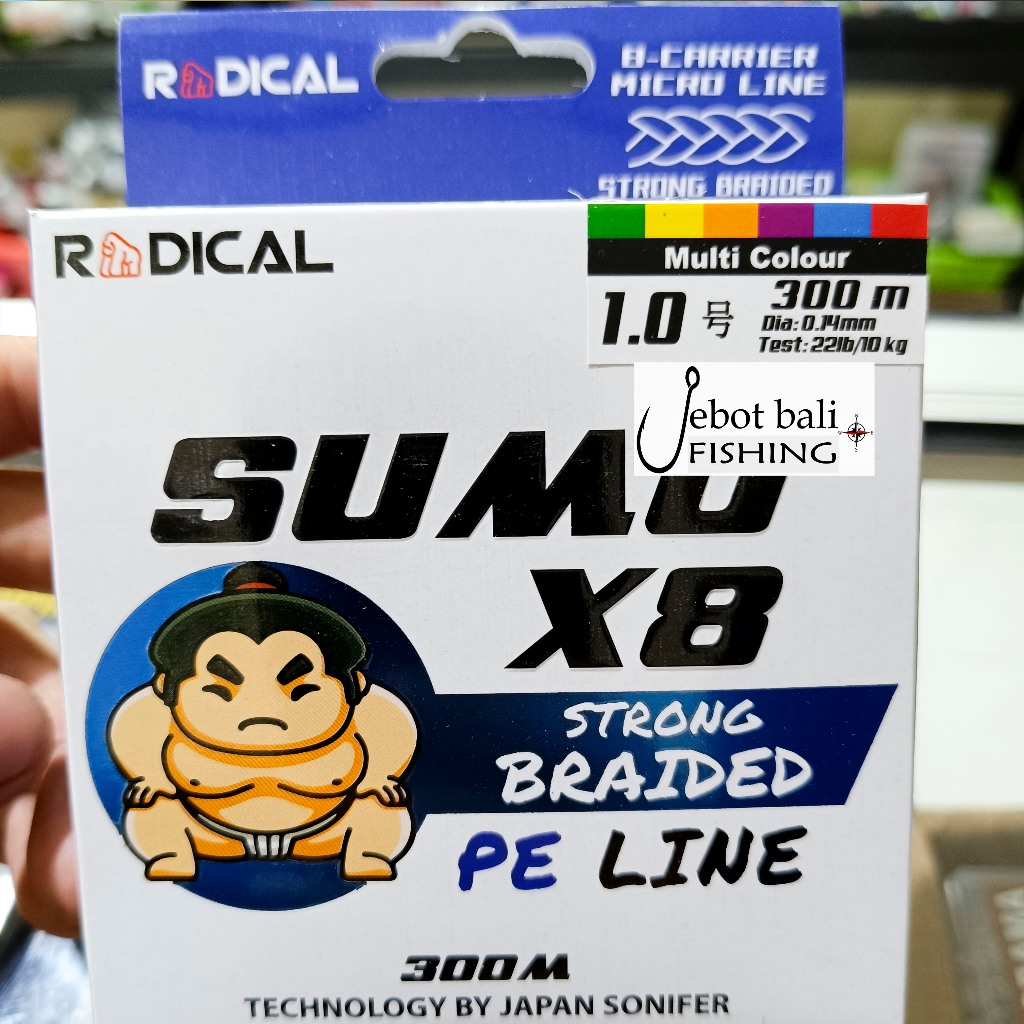 RADICAL
8-CARRIER
MICRO LINE
STRONG BRAIDED
RADICAL
Multi Colour
1.0号
300 m
Dia: 0.14mm
Test: 22lb/10 kg
Jebot bali
FISHING
SUMO
X8
STRONG
BRAIDED
PE LINE
300M
TECHNOLOGY BY JAPAN SONIFER